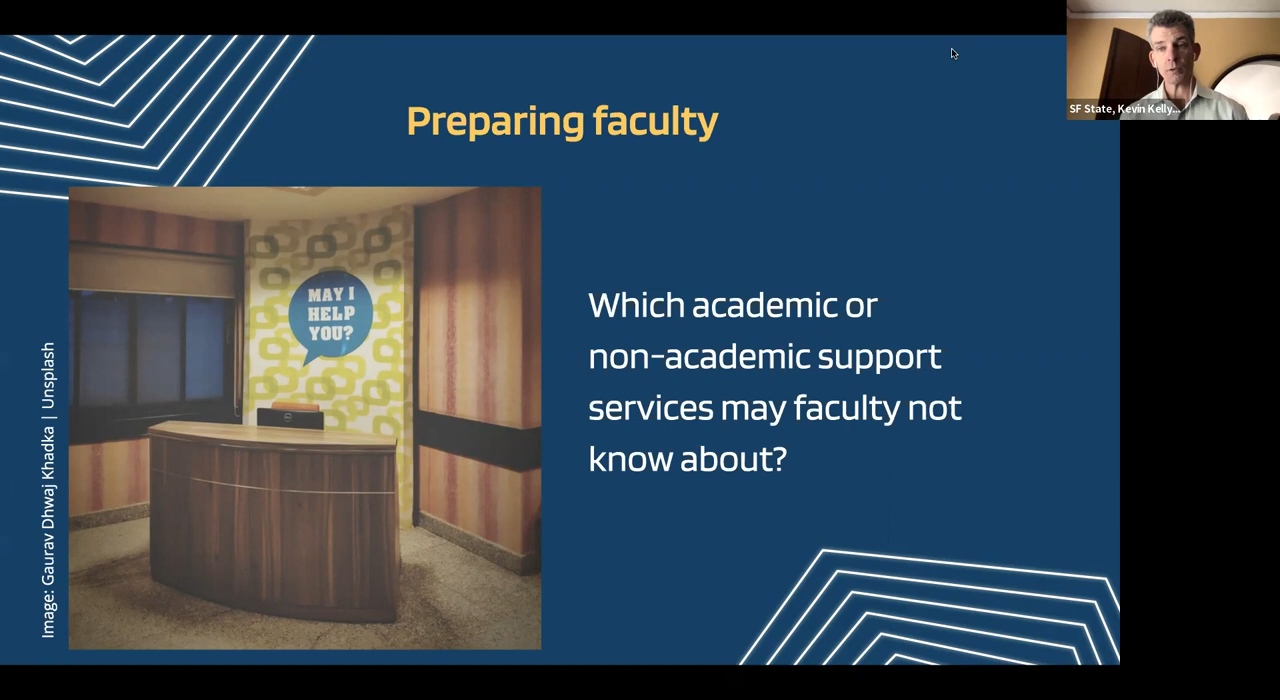 SF State, Kevin Kelly...
Preparing faculty
MAY I
HELP
YOU?
Which academic or
non-academic support
services may faculty not
know about?
Image: Gaurav Dhwaj Khadka | Unsplash